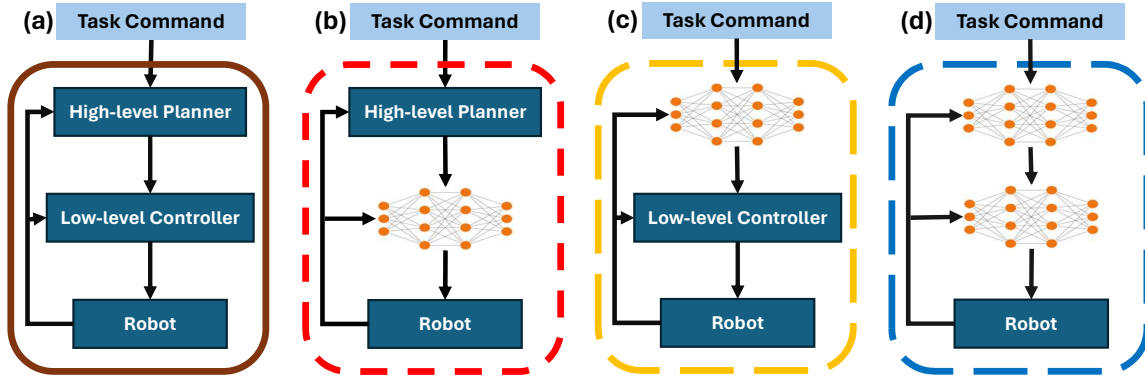 (a)
Task Command
High-level Planner
Low-level Controller
Robot
(b)
Task Command
High-level Planner
Robot
(c)
Task Command
Low-level Controller
Robot
(d)
Task Command
Robot